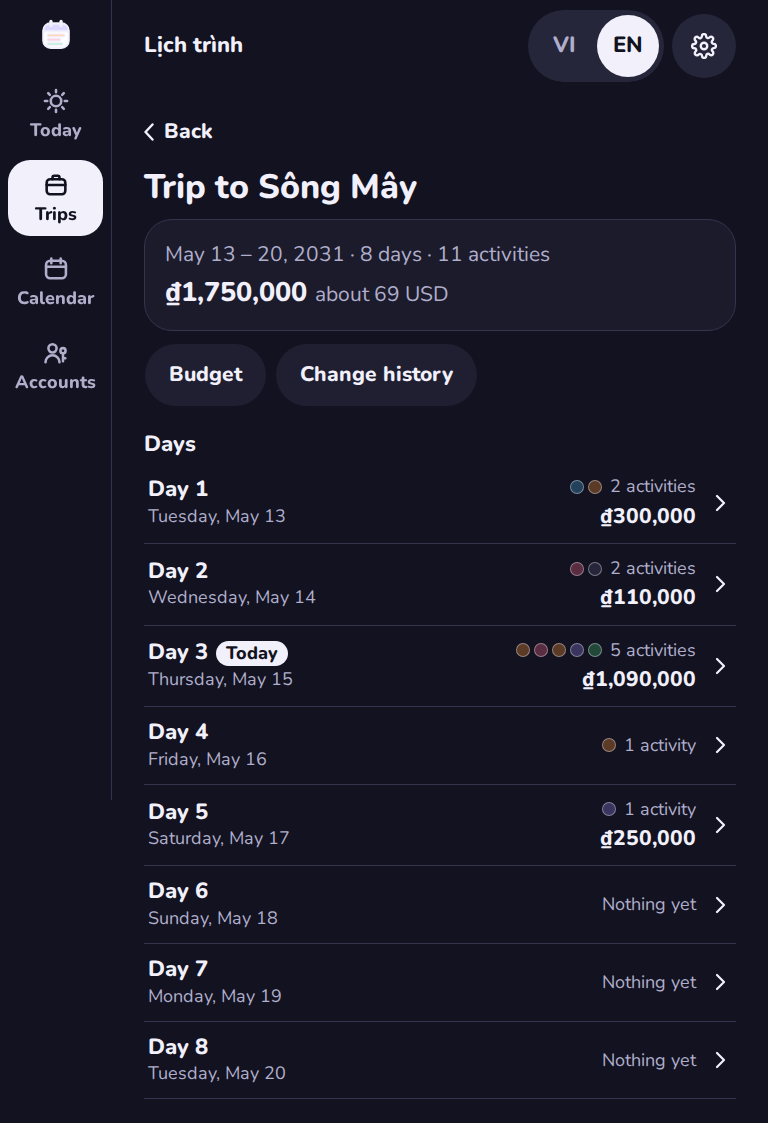 Lịch trình
VI EN
Today
Trips
Calendar
Accounts
Back
Trip to Sông Mây
May 13 – 20, 2031 · 8 days · 11 activities
₫1,750,000 about 69 USD
Budget
Change history
Days
Day 1
Tuesday, May 13
2 activities
₫300,000
Day 2
Wednesday, May 14
2 activities
₫110,000
Day 3 Today
Thursday, May 15
5 activities
₫1,090,000
Day 4
Friday, May 16
1 activity
Day 5
Saturday, May 17
1 activity
₫250,000
Day 6
Sunday, May 18
Nothing yet
Day 7
Monday, May 19
Nothing yet
Day 8
Tuesday, May 20
Nothing yet